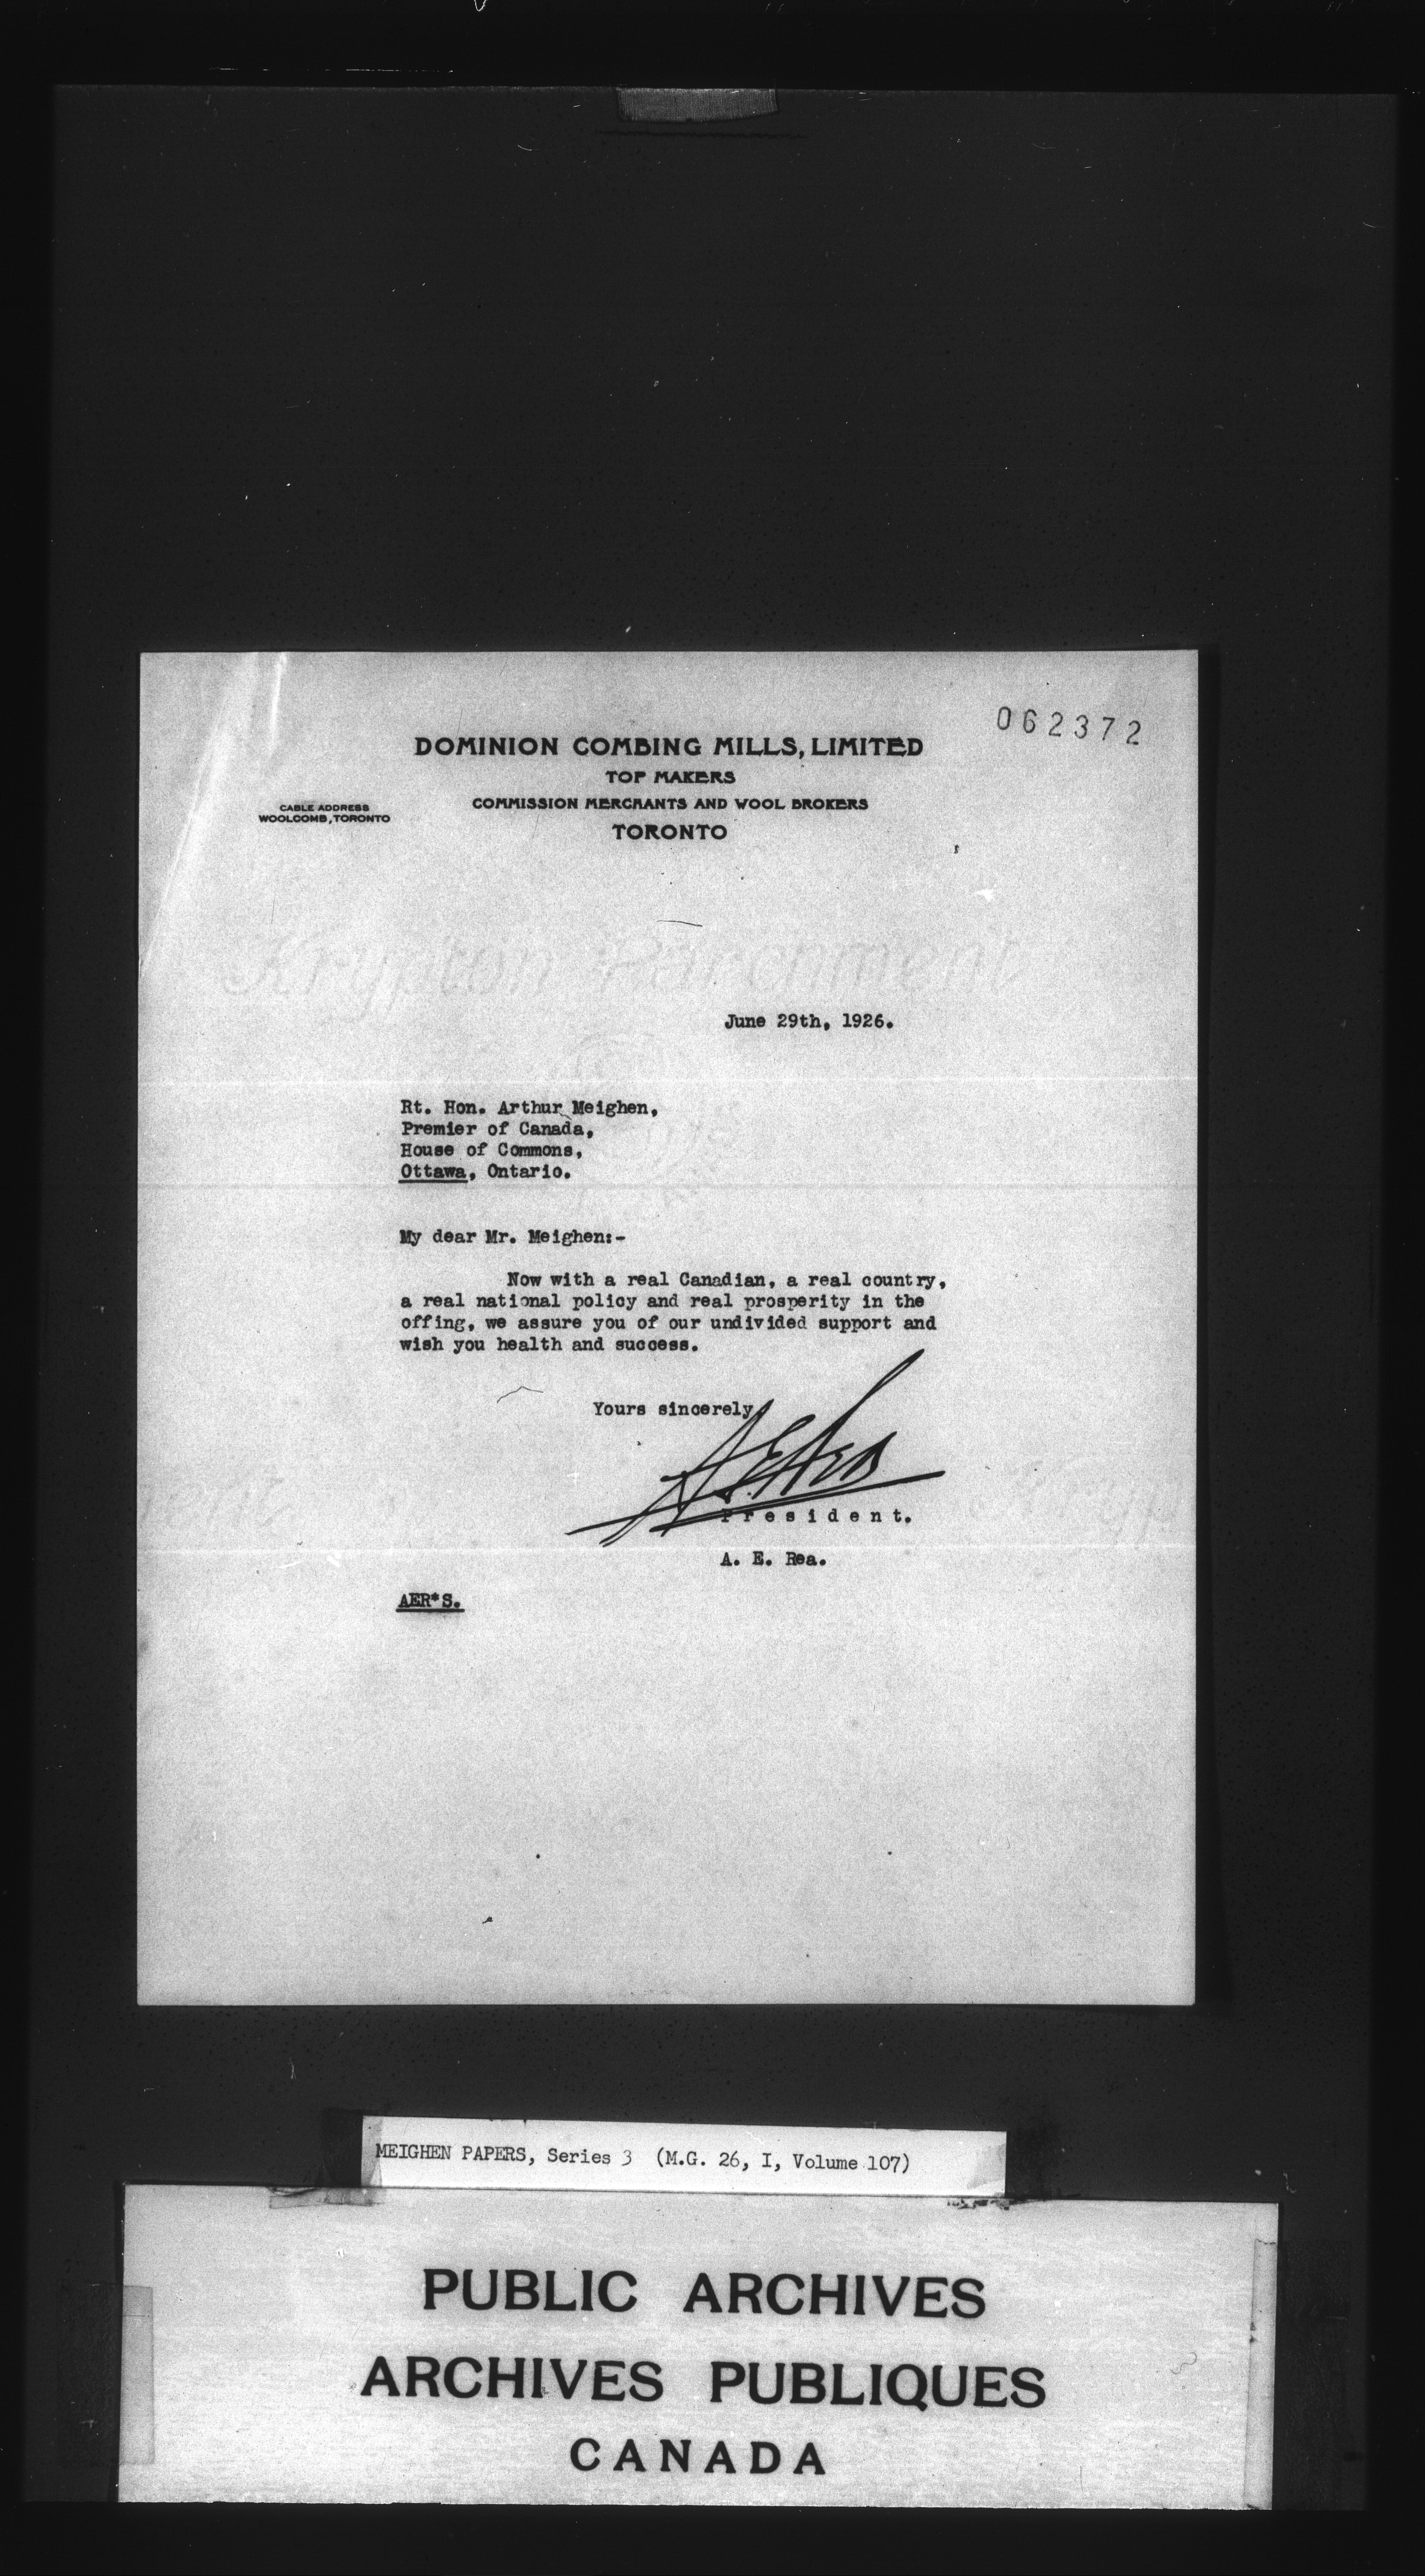 062372
DOMINION COMBING MILLS, LIMITED
TOP MAKERS
COMMISSION MERCHANTS AND WOOL BROKERS
TORONTO
CABLE ADDRESS
WOOLCOMB, TORONTO
Krypton Parchment
June 29th, 1926.
Rt. Hon. Arthur Meighen,
Premier of Canada,
House of Commons,
Ottawa, Ontario.
My dear Mr. Meighen:-
Now with a real Canadian, a real country,
a real national policy and real prosperity in the
offing, we assure you of our undivided support and
wish you health and success.
Yours sincerely,
A E Rea
President.
A. E. Rea.
AER*S.
MEIGHEN PAPERS, Series 3 (M.G. 26, I, Volume 107)
PUBLIC ARCHIVES
ARCHIVES PUBLIQUES
CANADA